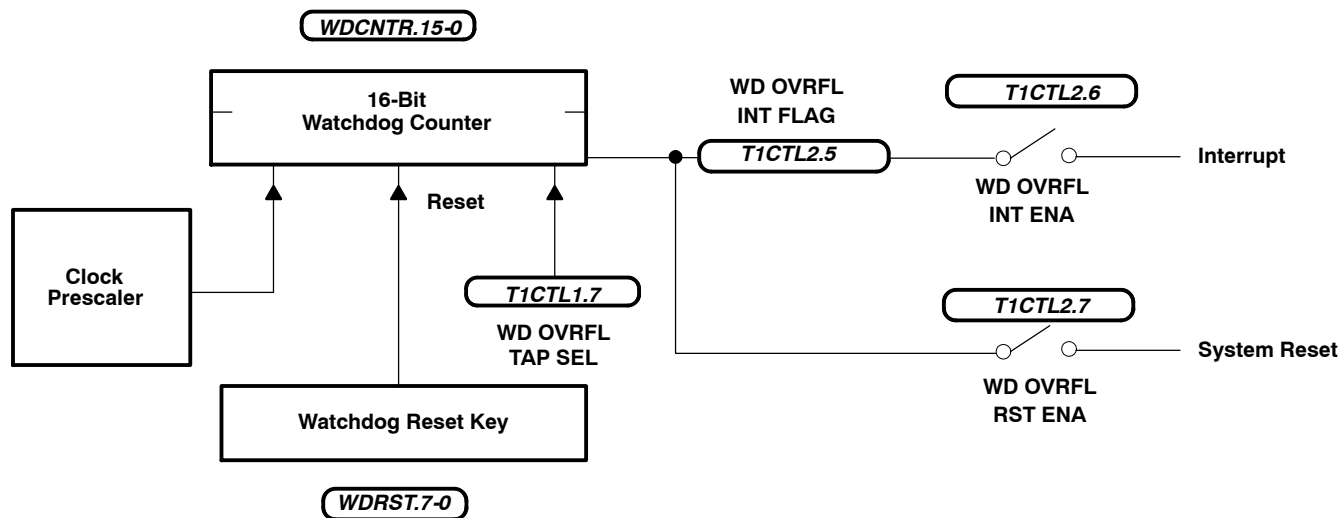 WDCNTR.15-0
16-Bit
Watchdog Counter
WD OVRFL
INT FLAG
T1CTL2.5
T1CTL2.6
Interrupt
WD OVRFL
INT ENA
Reset
Clock
Prescaler
T1CTL1.7
WD OVRFL
TAP SEL
T1CTL2.7
System Reset
WD OVRFL
RST ENA
Watchdog Reset Key
WDRST.7-0